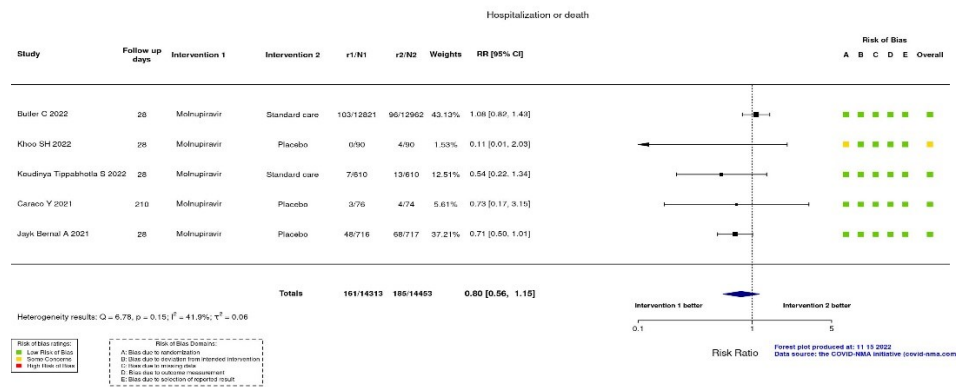 Hospitalization or death
Risk of Bias
Study Follow up days Intervention 1 Intervention 2 r1/N1 r2/N2 Weights RR [95% CI] A B C D E Overall
Butler C 2022 28 Molnupiravir Standard care 103/12821 96/12962 43.13% 1.08 [0.82, 1.43]
Khoo SH 2022 28 Molnupiravir Placebo 0/90 4/90 1.53% 0.11 [0.01, 2.03]
Koudinya Tippabhotla S 2022 28 Molnupiravir Standard care 7/610 13/610 12.51% 0.54 [0.22, 1.34]
Caraco Y 2021 210 Molnupiravir Placebo 3/76 4/74 5.61% 0.73 [0.17, 3.15]
Jayk Bernal A 2021 28 Molnupiravir Placebo 48/716 68/717 37.21% 0.71 [0.50, 1.01]
Totals 161/14313 185/14453 0.80 [0.56, 1.15]
Intervention 1 better Intervention 2 better
Heterogeneity results: Q = 6.78, p = 0.15; I² = 41.9%; τ² = 0.06
0.1 1 5
Risk Ratio
Risk of bias ratings:
Low Risk of Bias
Some Concerns
High Risk of Bias
Risk of Bias Domains:
A: Bias due to randomization
B: Bias due to deviation from intended intervention
C: Bias due to missing data
D: Bias due to outcome measurement
E: Bias due to selection of reported result
Forest plot produced at: 11 15 2022
Data source: the COVID-NMA initiative (covid-nma.com